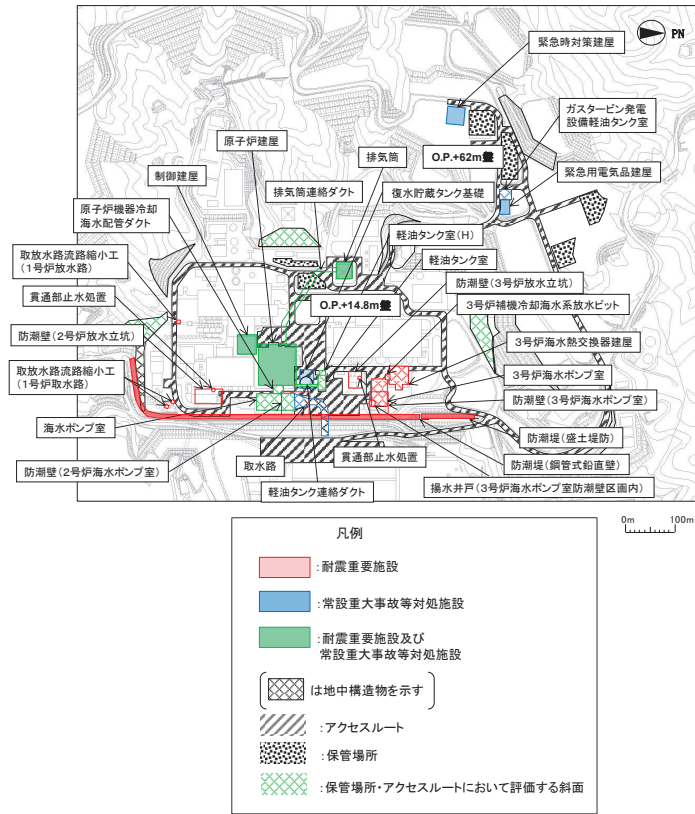 PN
緊急時対策建屋
ガスタービン発電
設備軽油タンク室
原子炉建屋
排気筒
O.P.+62m盤
緊急用電気品建屋
制御建屋
排気筒連絡ダクト
復水貯蔵タンク基礎
原子炉機器冷却
海水配管ダクト
軽油タンク室(H)
軽油タンク室
取放水路流路縮小工
(1号炉放水路)
防潮壁(3号炉放水立坑)
貫通部止水処置
O.P.+14.8m盤
3号炉補機冷却海水系放水ピット
防潮壁(2号炉放水立坑)
3号炉海水熱交換器建屋
取放水路流路縮小工
(1号炉取水路)
3号炉海水ポンプ室
防潮壁(3号炉海水ポンプ室)
海水ポンプ室
防潮堤(盛土堤防)
防潮壁(2号炉海水ポンプ室)
取水路
貫通部止水処置
防潮堤(鋼管式鉛直壁)
軽油タンク連絡ダクト
揚水井戸(3号炉海水ポンプ室防潮壁区画内)
0m 100m
凡例
:耐震重要施設
:常設重大事故等対処施設
:耐震重要施設及び
常設重大事故等対処施設
は地中構造物を示す
:アクセスルート
:保管場所
:保管場所・アクセスルートにおいて評価する斜面